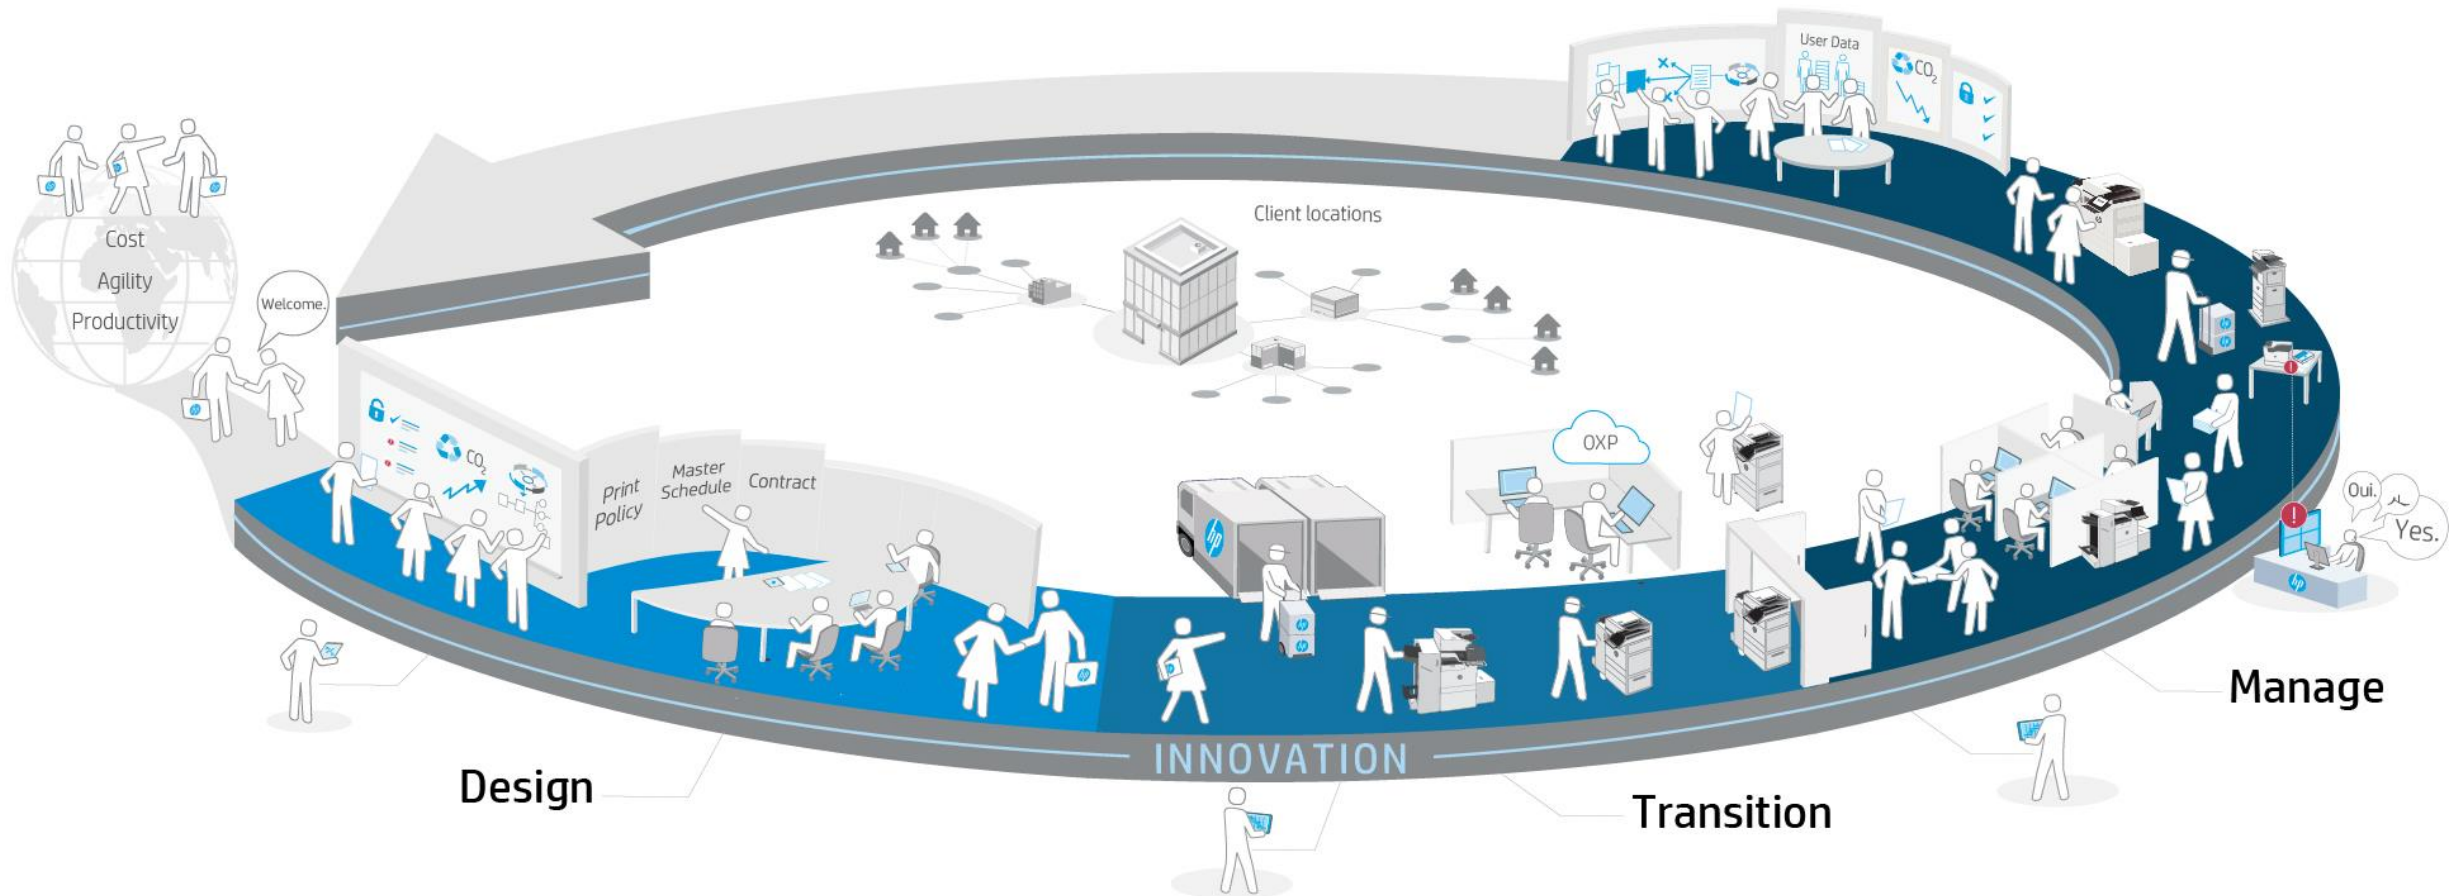 Cost
Agility
Productivity
Welcome.
CO2
Print
Policy
Master
Schedule
Contract
Client locations
User Data
CO2
OXP
hp
Oui.
Yes.
Design
INNOVATION
Transition
Manage